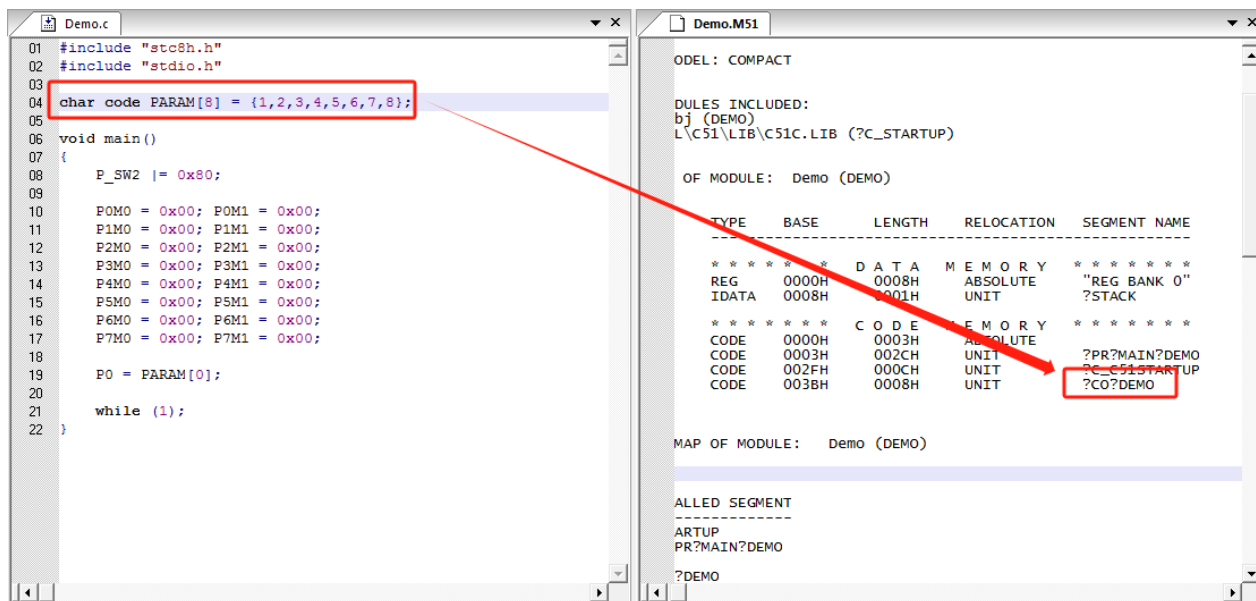 Demo.c
01 #include "stc8h.h"
02 #include "stdio.h"
03
04 char code PARAM[8] = {1,2,3,4,5,6,7,8};
05
06 void main()
07 {
08 P_SW2 |= 0x80;
09
10 P0M0 = 0x00; P0M1 = 0x00;
11 P1M0 = 0x00; P1M1 = 0x00;
12 P2M0 = 0x00; P2M1 = 0x00;
13 P3M0 = 0x00; P3M1 = 0x00;
14 P4M0 = 0x00; P4M1 = 0x00;
15 P5M0 = 0x00; P5M1 = 0x00;
16 P6M0 = 0x00; P6M1 = 0x00;
17 P7M0 = 0x00; P7M1 = 0x00;
18
19 P0 = PARAM[0];
20
21 while (1);
22 }
Demo.M51
ODEL: COMPACT
DULES INCLUDED:
bj (DEMO)
L\C51\LIB\C51C.LIB (?C_STARTUP)
OF MODULE: Demo (DEMO)
TYPE BASE LENGTH RELOCATION SEGMENT NAME
-----------------------------------------------------
* * * * * * * D A T A M E M O R Y * * * * * * *
REG 0000H 0008H ABSOLUTE "REG BANK 0"
IDATA 0008H 0001H UNIT ?STACK
* * * * * * * C O D E M E M O R Y * * * * * * *
CODE 0000H 0003H ABSOLUTE
CODE 0003H 002CH UNIT ?PR?MAIN?DEMO
CODE 002FH 000CH UNIT ?C_C51STARTUP
CODE 003BH 0008H UNIT ?CO?DEMO
MAP OF MODULE: Demo (DEMO)
ALLED SEGMENT
-------------
ARTUP
PR?MAIN?DEMO
?DEMO